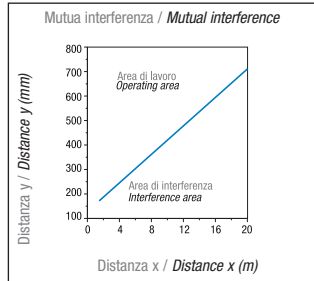 Mutua interferenza / Mutual interference
Distanza y / Distance y (mm)
800
700
600
500
400
300
200
100
Area di lavoro
Operating area
Area di interferenza
Interference area
0 4 8 12 16 20
Distanza x / Distance x (m)